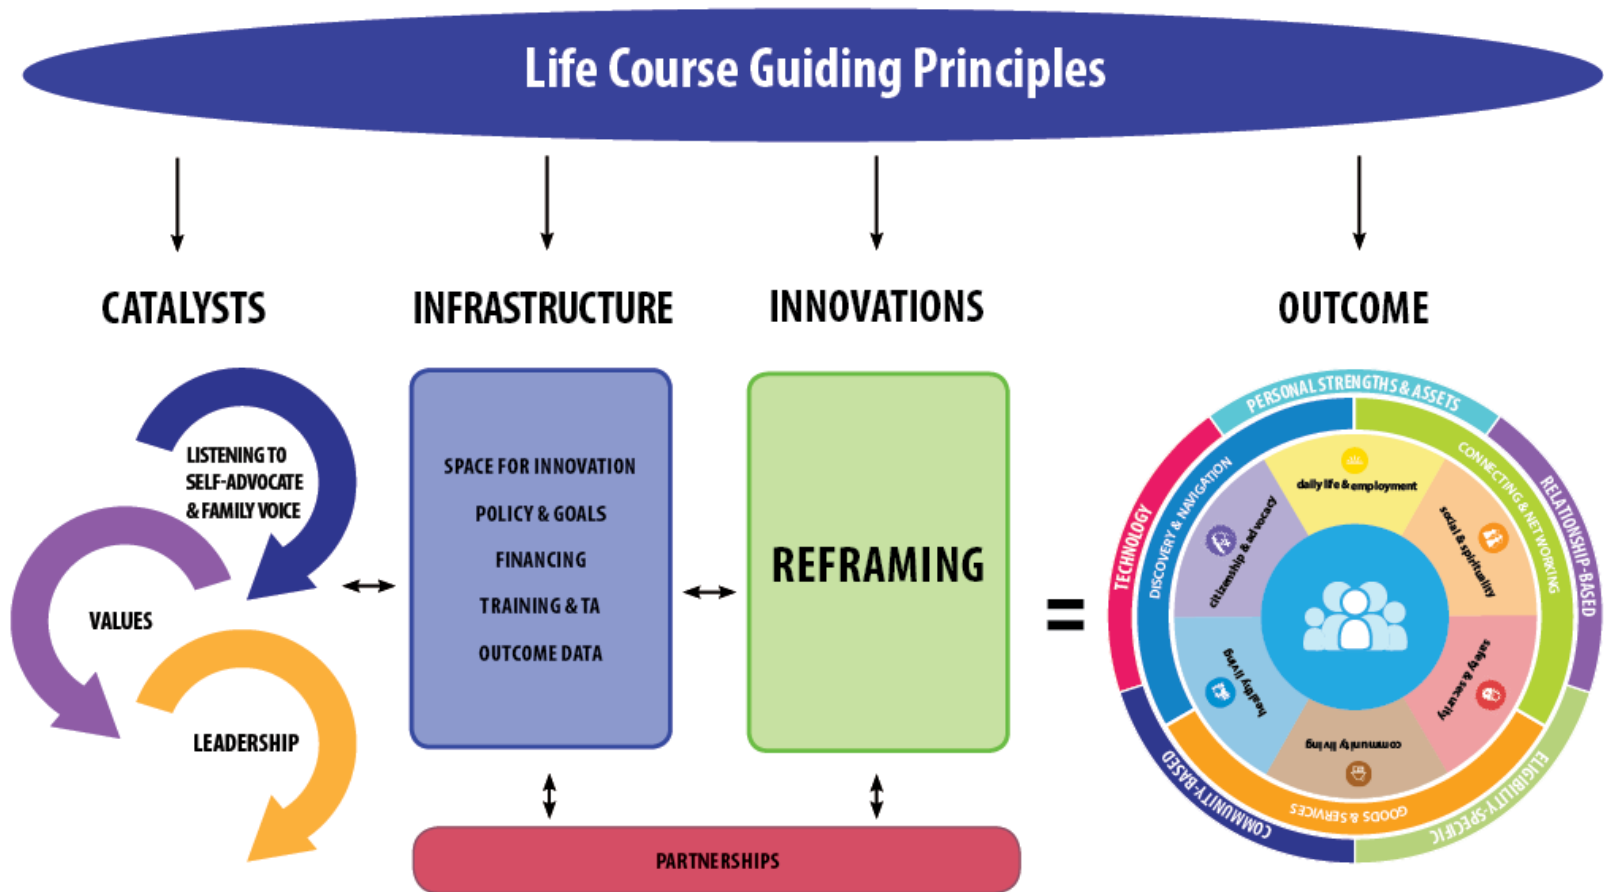 Life Course Guiding Principles
CATALYSTS
INFRASTRUCTURE
INNOVATIONS
OUTCOME
LISTENING TO
SELF-ADVOCATE
& FAMILY VOICE
VALUES
LEADERSHIP
SPACE FOR INNOVATION
POLICY & GOALS
FINANCING
TRAINING & TA
OUTCOME DATA
REFRAMING
PARTNERSHIPS
=
PERSONAL STRENGTHS & ASSETS
RELATIONSHIP-BASED
ELIGIBILITY-SPECIFIC
COMMUNITY-BASED
TECHNOLOGY
DISCOVERY & NAVIGATION
CONNECTING & NETWORKING
GOODS & SERVICES
daily life & employment
social & spirituality
safety & security
community living
healthy living
citizenship & advocacy